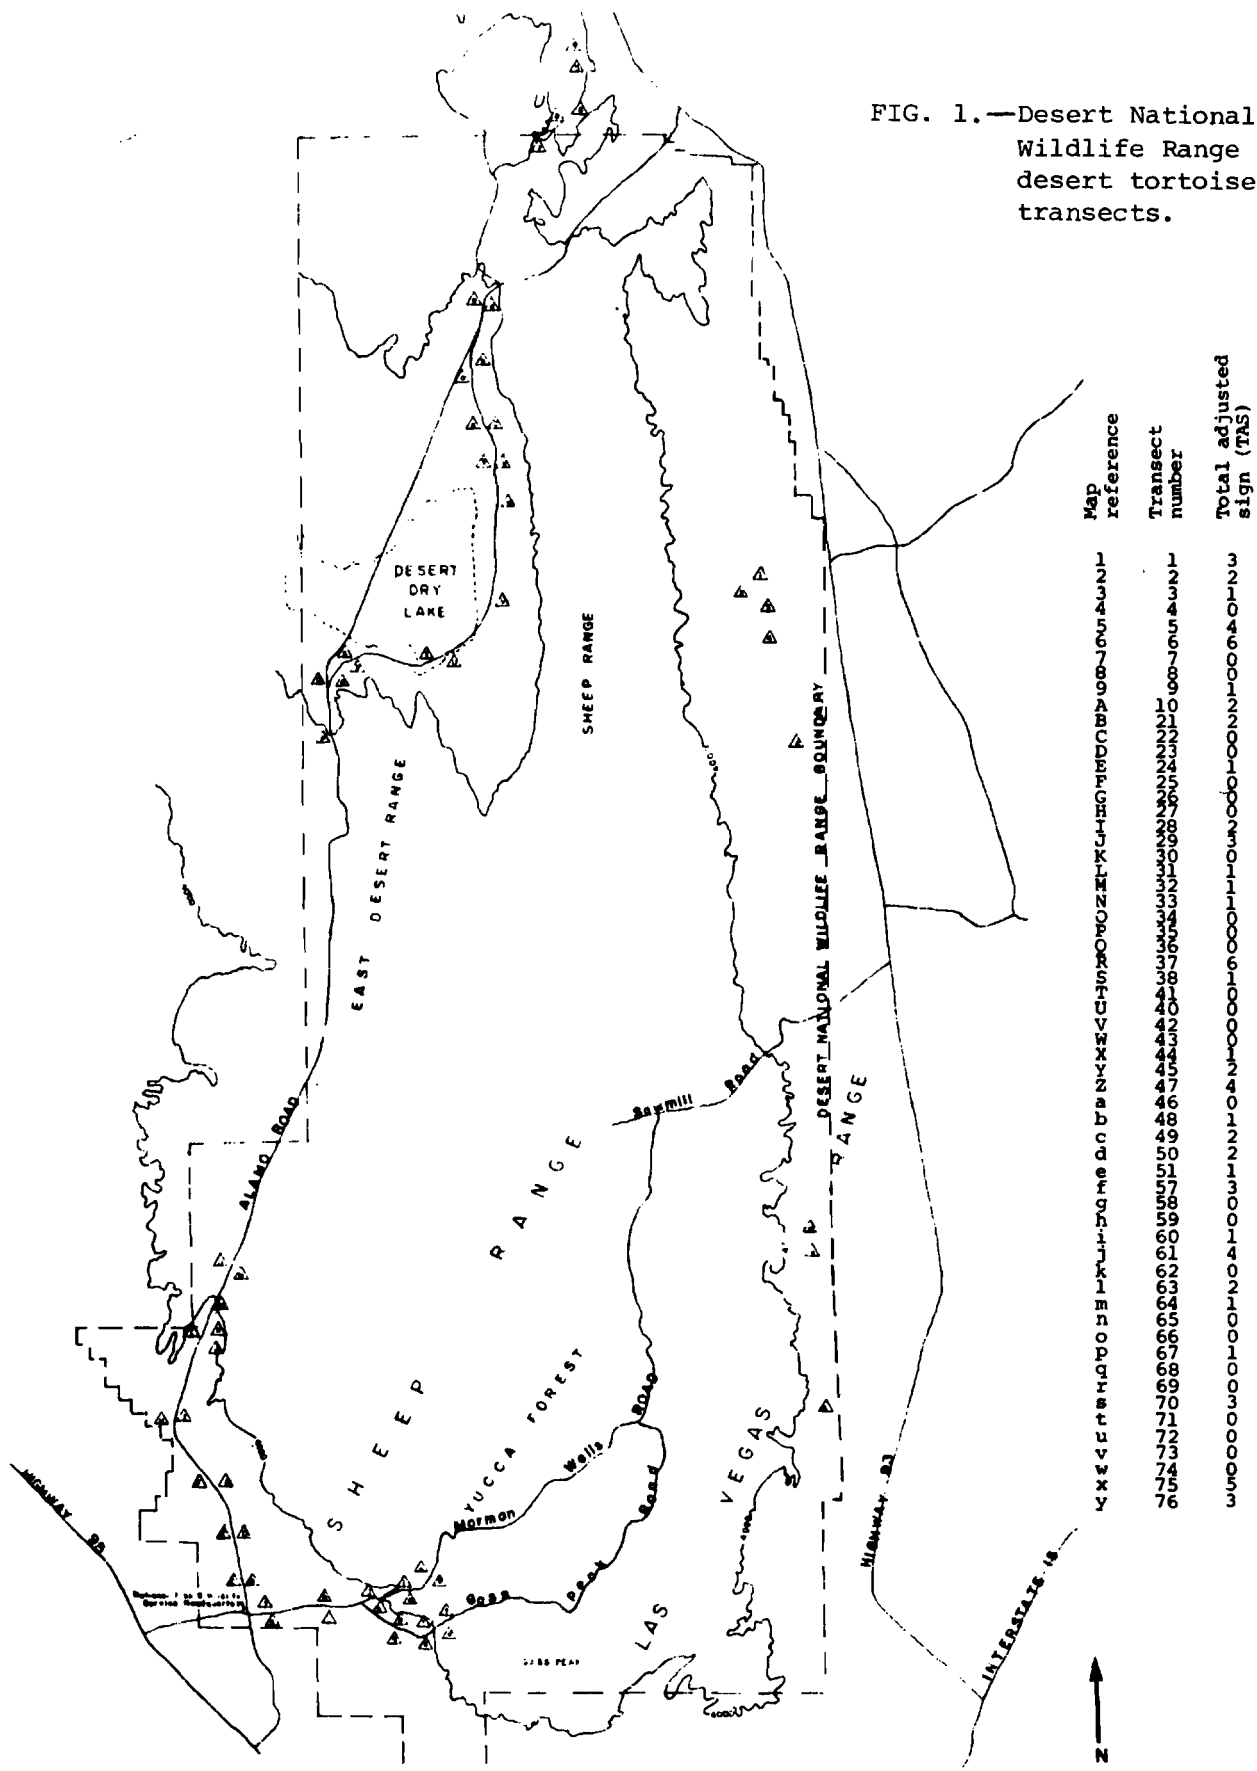 FIG. 1.—Desert National
Wildlife Range
desert tortoise
transects.
Map reference Transect number Total adjusted sign (TAS)
1 1 3
2 2 2
3 3 1
4 4 0
5 5 4
6 6 6
7 7 0
8 8 0
9 9 1
A 10 2
B 21 2
C 22 0
D 23 0
E 24 1
F 25 0
G 26 0
H 27 0
I 28 2
J 29 3
K 30 0
L 31 1
M 32 1
N 33 1
O 34 0
P 35 0
Q 36 0
R 37 6
S 38 1
T 41 0
U 40 0
V 42 0
W 43 0
X 44 1
Y 45 2
Z 47 4
a 46 0
b 48 1
c 49 2
d 50 2
e 51 1
f 57 3
g 58 0
h 59 0
i 60 1
j 61 4
k 62 0
l 63 2
m 64 1
n 65 0
o 66 0
p 67 1
q 68 0
r 69 0
s 70 3
t 71 0
u 72 0
v 73 0
w 74 0
x 75 5
y 76 3
DESERT
DRY
LAKE
SHEEP RANGE
EAST DESERT RANGE
DESERT NATIONAL WILDLIFE RANGE BOUNDARY
ALAMO ROAD
Sawmill Road
SHEEP RANGE
YUCCA FOREST
Mormon Wells ROAD
Gass Peak Road
LAS VEGAS RANGE
HIGHWAY 95
HIGHWAY 93
INTERSTATE 15
GASS PEAK
N